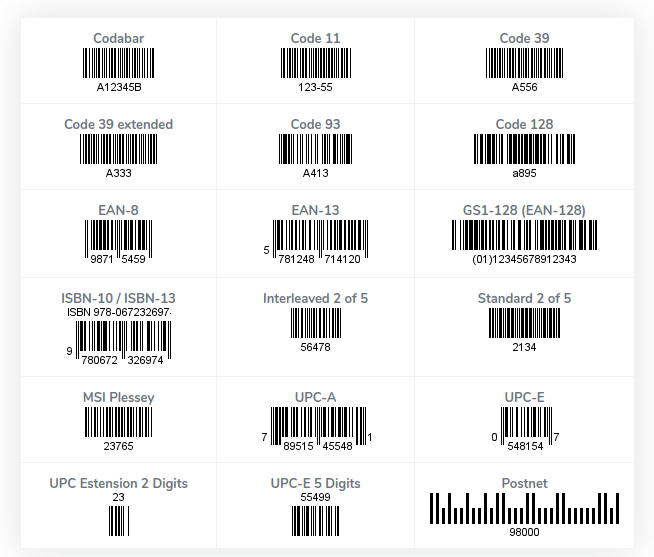 Codabar
A12345B
Code 11
123-55
Code 39
A556
Code 39 extended
A333
Code 93
A413
Code 128
a895
EAN-8
9871 5459
EAN-13
5 781248 714120
GS1-128 (EAN-128)
(01)12345678912343
ISBN-10 / ISBN-13
ISBN 978-067232697-
9 780672 326974
Interleaved 2 of 5
56478
Standard 2 of 5
2134
MSI Plessey
23765
UPC-A
7 89515 45548 1
UPC-E
0 548154 7
UPC Estension 2 Digits
23
UPC-E 5 Digits
55499
Postnet
98000